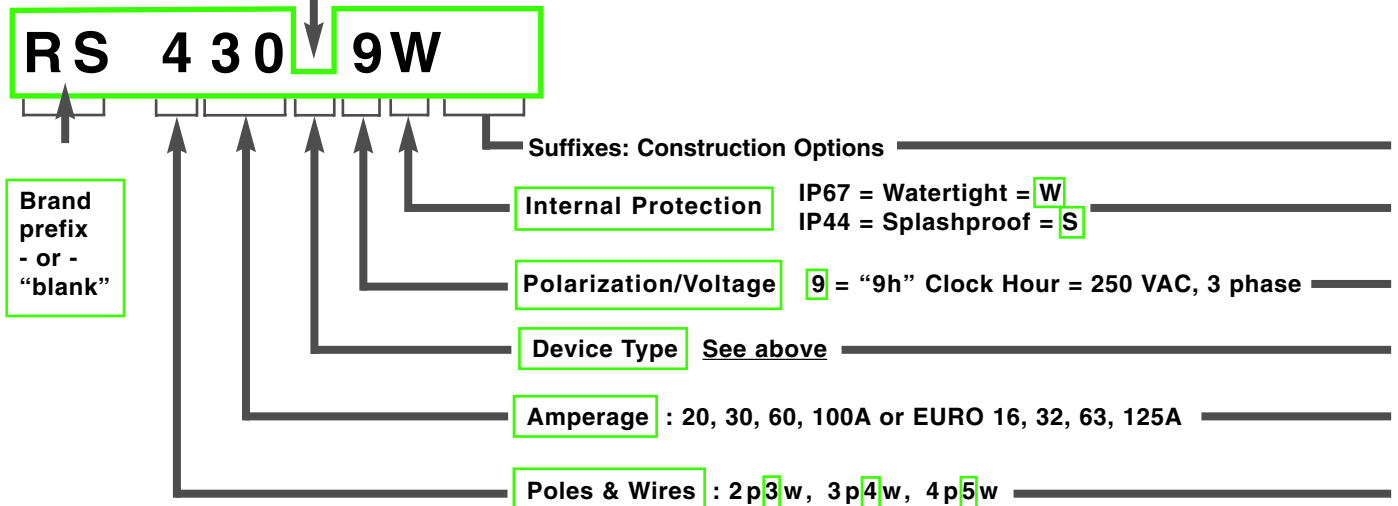 RS 430 9W
Suffixes: Construction Options
Brand
prefix
- or -
“blank”
Internal Protection IP67 = Watertight = W
IP44 = Splashproof = S
Polarization/Voltage 9 = “9h” Clock Hour = 250 VAC, 3 phase
Device Type See above
Amperage : 20, 30, 60, 100A or EURO 16, 32, 63, 125A
Poles & Wires : 2p3w, 3p4w, 4p5w